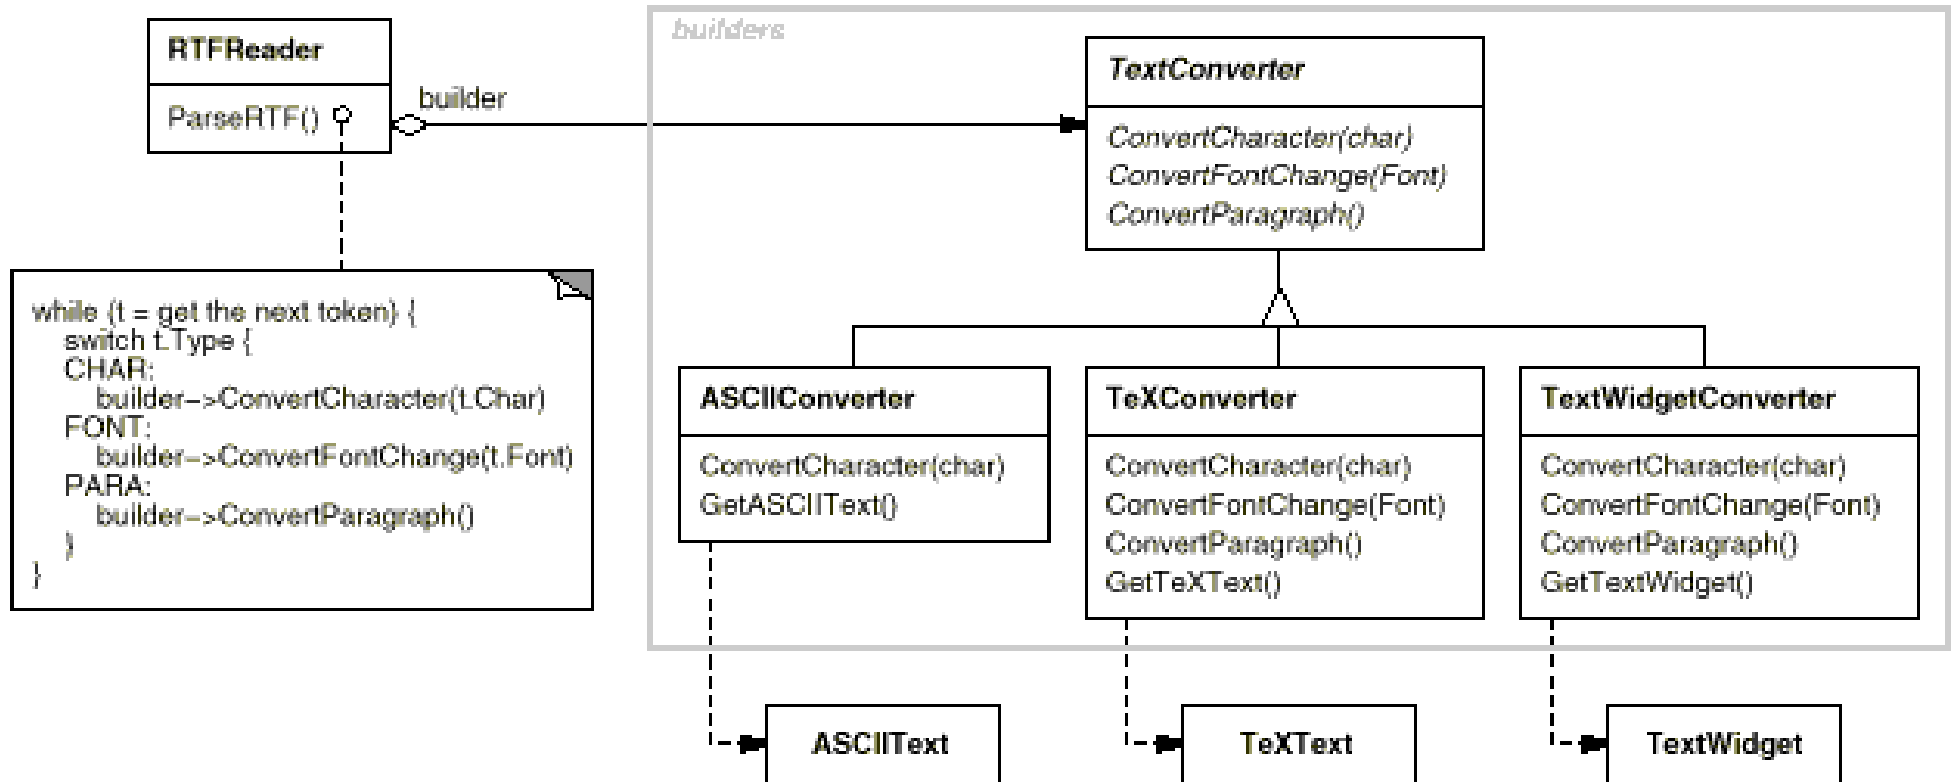 builders
RTFReader
ParseRTF()
builder
TextConverter
ConvertCharacter(char)
ConvertFontChange(Font)
ConvertParagraph()
while (t = get the next token) {
switch t.Type {
CHAR:
builder->ConvertCharacter(t.Char)
FONT:
builder->ConvertFontChange(t.Font)
PARA:
builder->ConvertParagraph()
}
}
ASCIIConverter
ConvertCharacter(char)
GetASCIIText()
TeXConverter
ConvertCharacter(char)
ConvertFontChange(Font)
ConvertParagraph()
GetTeXText()
TextWidgetConverter
ConvertCharacter(char)
ConvertFontChange(Font)
ConvertParagraph()
GetTextWidget()
ASCIIText
TeXText
TextWidget